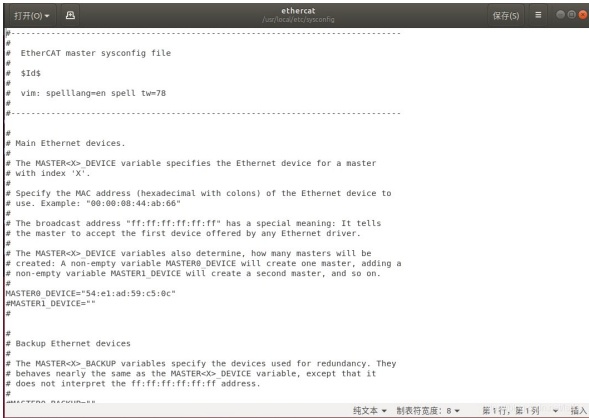 打开(O)
ethercat
/usr/local/etc/sysconfig
保存(S)
#------------------------------------------------------------------------------
#
#  EtherCAT master sysconfig file
#
#  $Id$
#
#  vim: spelllang=en spell tw=78
#
#------------------------------------------------------------------------------
#
# Main Ethernet devices.
#
# The MASTER<X>_DEVICE variable specifies the Ethernet device for a master
# with index 'X'.
#
# Specify the MAC address (hexadecimal with colons) of the Ethernet device to
# use. Example: "00:00:08:44:ab:66"
#
# The broadcast address "ff:ff:ff:ff:ff:ff" has a special meaning: It tells
# the master to accept the first device offered by any Ethernet driver.
#
# The MASTER<X>_DEVICE variables also determine, how many masters will be
# created: A non-empty variable MASTER0_DEVICE will create one master, adding a
# non-empty variable MASTER1_DEVICE will create a second master, and so on.
#
MASTER0_DEVICE="54:e1:ad:59:c5:0c"
#MASTER1_DEVICE=""
#
#
# Backup Ethernet devices
#
# The MASTER<X>_BACKUP variables specify the devices used for redundancy. They
# behaves nearly the same as the MASTER<X>_DEVICE variable, except that it
# does not interpret the ff:ff:ff:ff:ff:ff address.
#
#MASTER0_BACKUP=""
纯文本 制表符宽度：8 第 1 行，第 1 列 插入